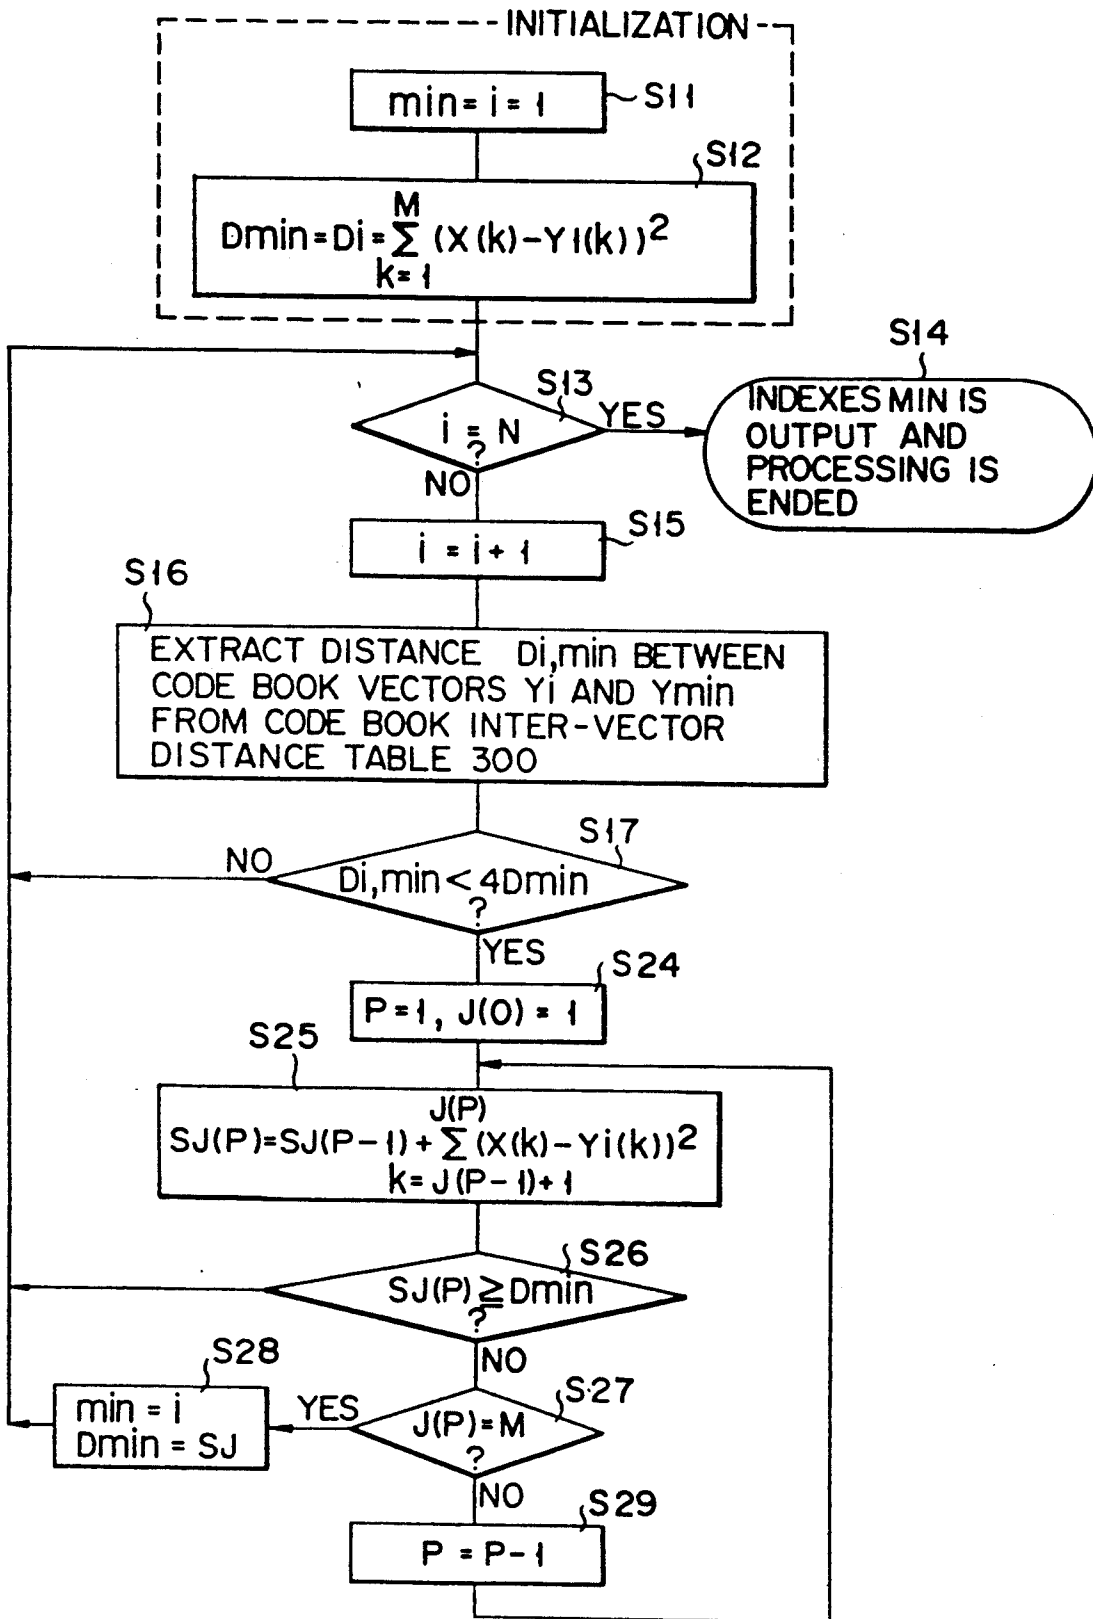 INITIALIZATION
min = i = 1
S11
S12
M
Dmin = Di = Σ (X(k) - Y1(k))²
k = 1
S13
i = N
?
YES
NO
S14
INDEXES MIN IS
OUTPUT AND
PROCESSING IS
ENDED
S15
i = i + 1
S16
EXTRACT DISTANCE Di,min BETWEEN
CODE BOOK VECTORS Yi AND Ymin
FROM CODE BOOK INTER-VECTOR
DISTANCE TABLE 300
S17
NO
Di,min < 4Dmin
?
YES
S24
P=1, J(0) = 1
S25
J(P)
SJ(P)=SJ(P-1) + Σ (X(k)-Yi(k))²
k = J(P-1)+1
S26
SJ(P) ≧ Dmin
?
NO
S28
min = i
Dmin = SJ
YES
S27
J(P)=M
?
NO
S29
P = P-1